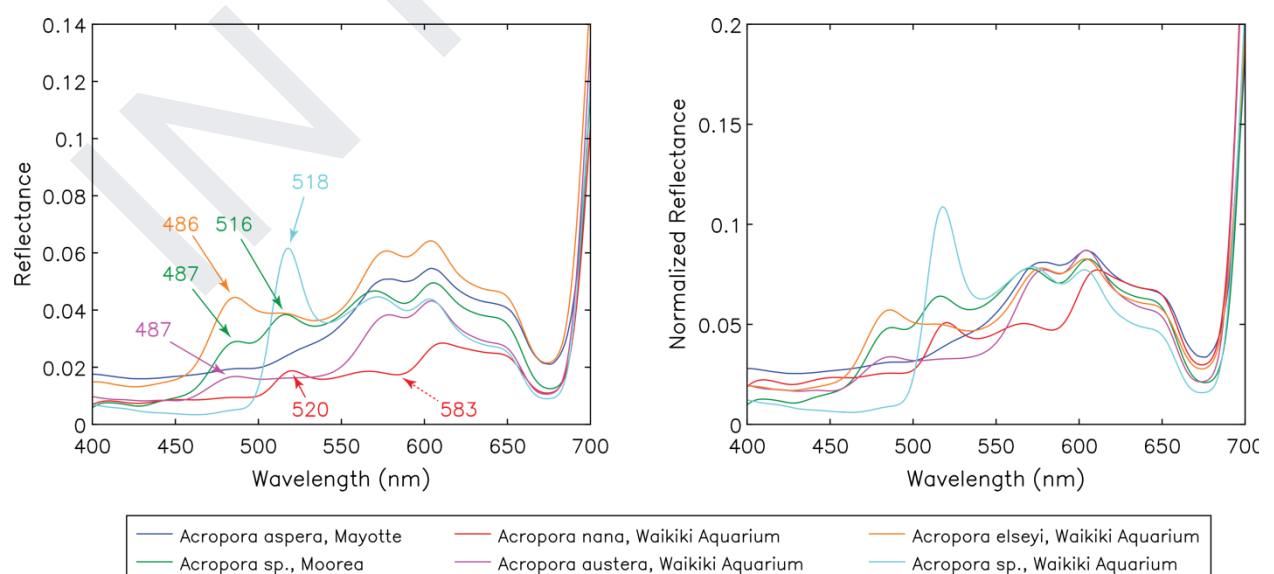 0.14
0.12
0.1
0.08
0.06
0.04
0.02
0
Reflectance
518
486
516
487
487
520
583
400 450 500 550 600 650 700
Wavelength (nm)
0.2
0.15
0.1
0.05
0
Normalized Reflectance
400 450 500 550 600 650 700
Wavelength (nm)
Acropora aspera, Mayotte
Acropora nana, Waikiki Aquarium
Acropora elseyi, Waikiki Aquarium
Acropora sp., Moorea
Acropora austera, Waikiki Aquarium
Acropora sp., Waikiki Aquarium